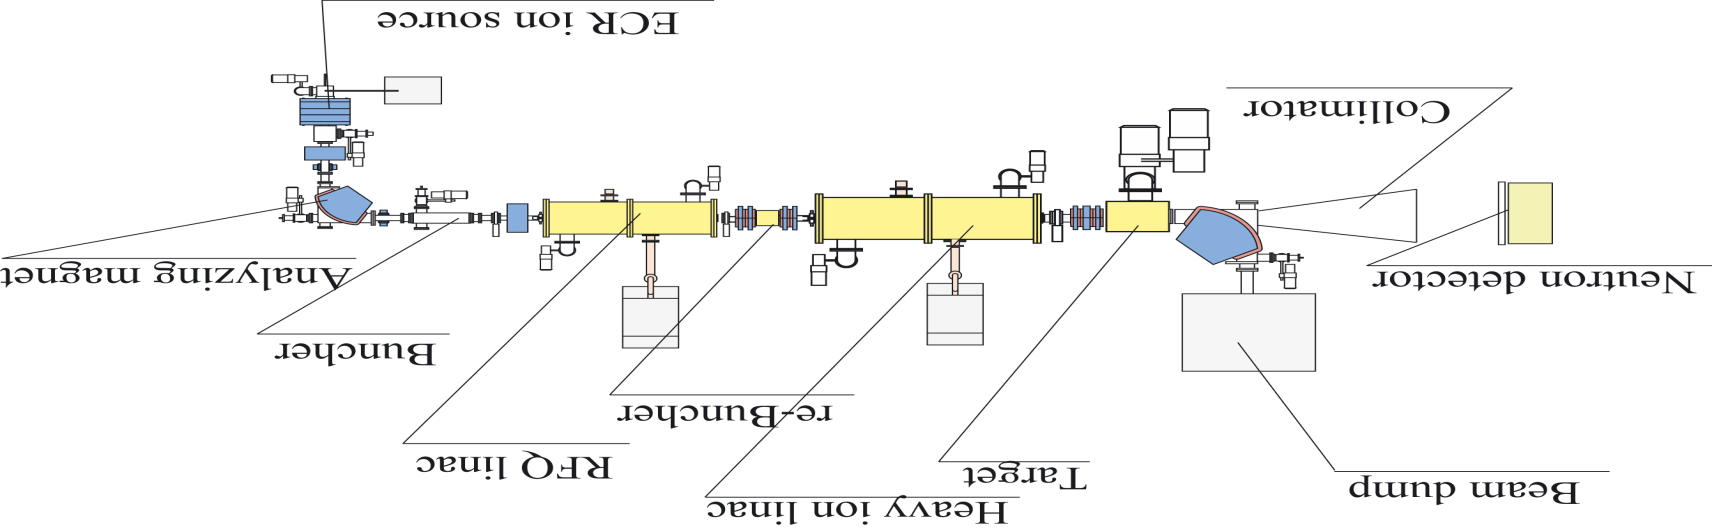 ECR ion source
Collimator
Analyzing magnet
Neutron detector
Buncher
re-Buncher
RFQ linac
Target
Beam dump
Heavy ion linac